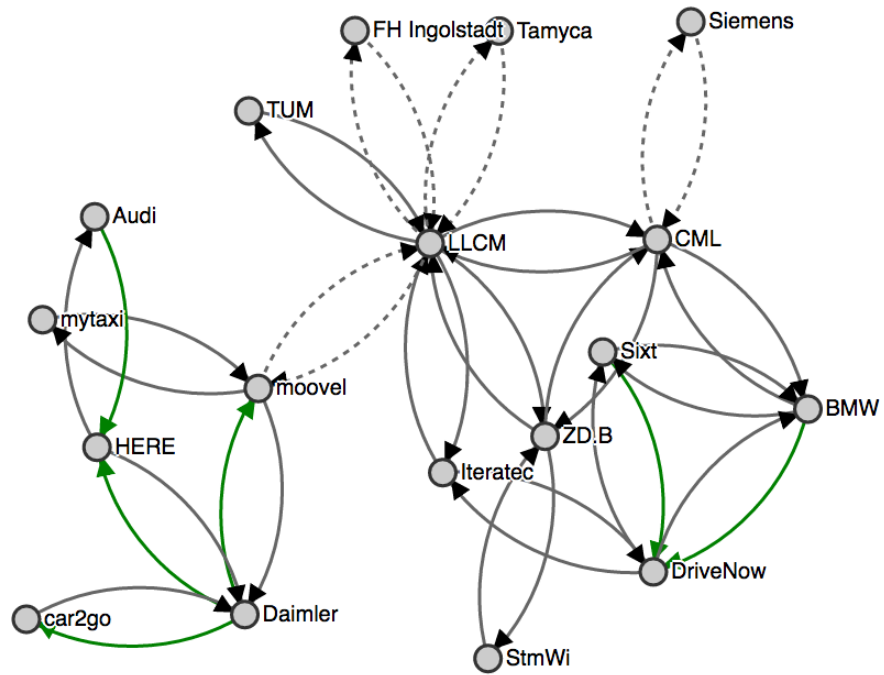 Siemens
FH Ingolstadt
Tamyca
TUM
Audi
LLCM
CML
mytaxi
Sixt
moovel
BMW
HERE
ZD.B
Iteratec
DriveNow
car2go
Daimler
StmWi